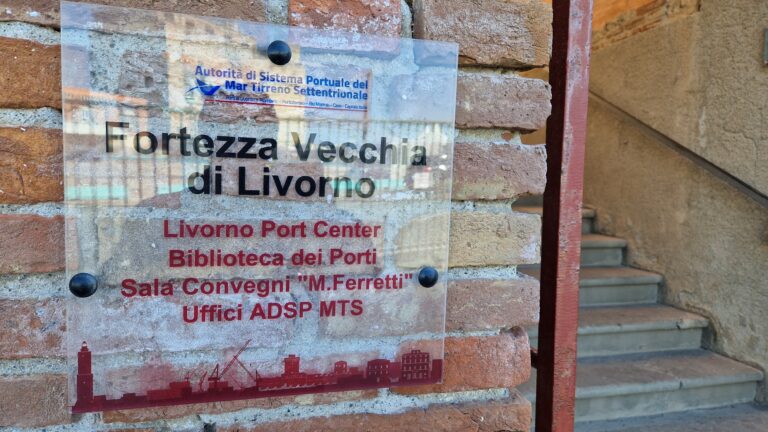 Autorità di Sistema Portuale del
Mar Tirreno Settentrionale
Fortezza Vecchia
di Livorno
Livorno Port Center
Biblioteca dei Porti
Sala Convegni "M.Ferretti"
Uffici ADSP MTS